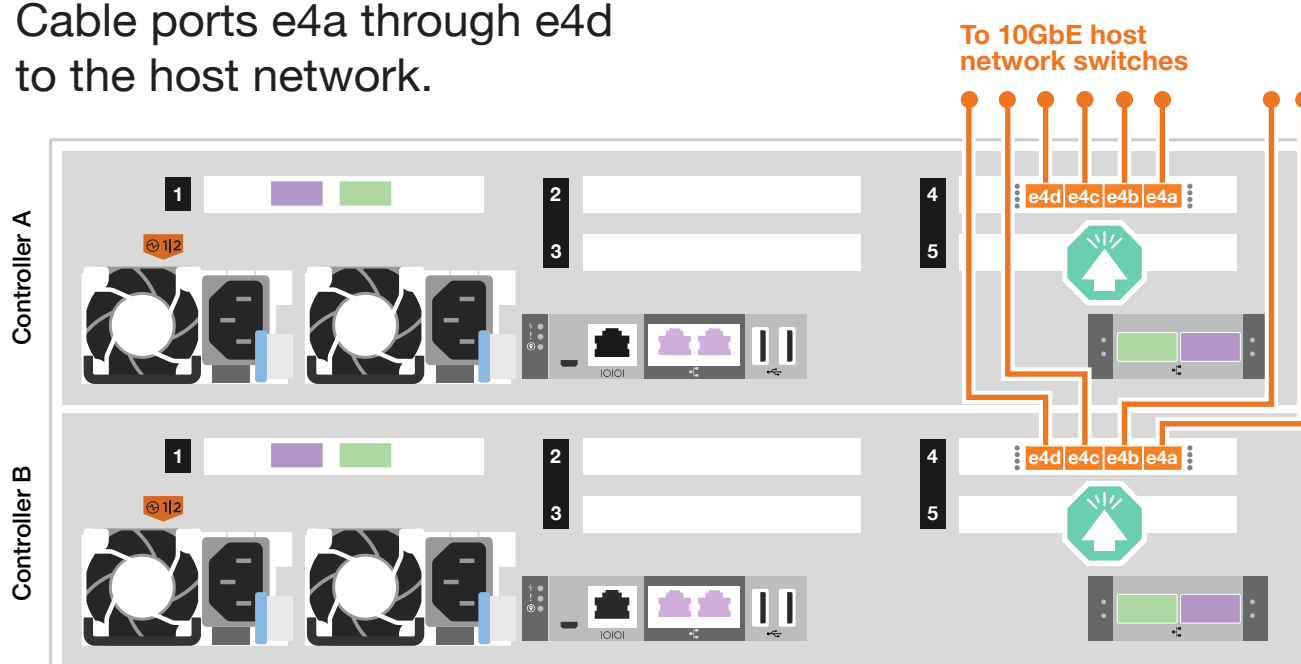 Cable ports e4a through e4d
to the host network.
To 10GbE host
network switches
Controller A
1
2
3
4
5
e4d e4c e4b e4a
1|2
IOIOI
Controller B
1
2
3
4
5
e4d e4c e4b e4a
1|2
IOIOI